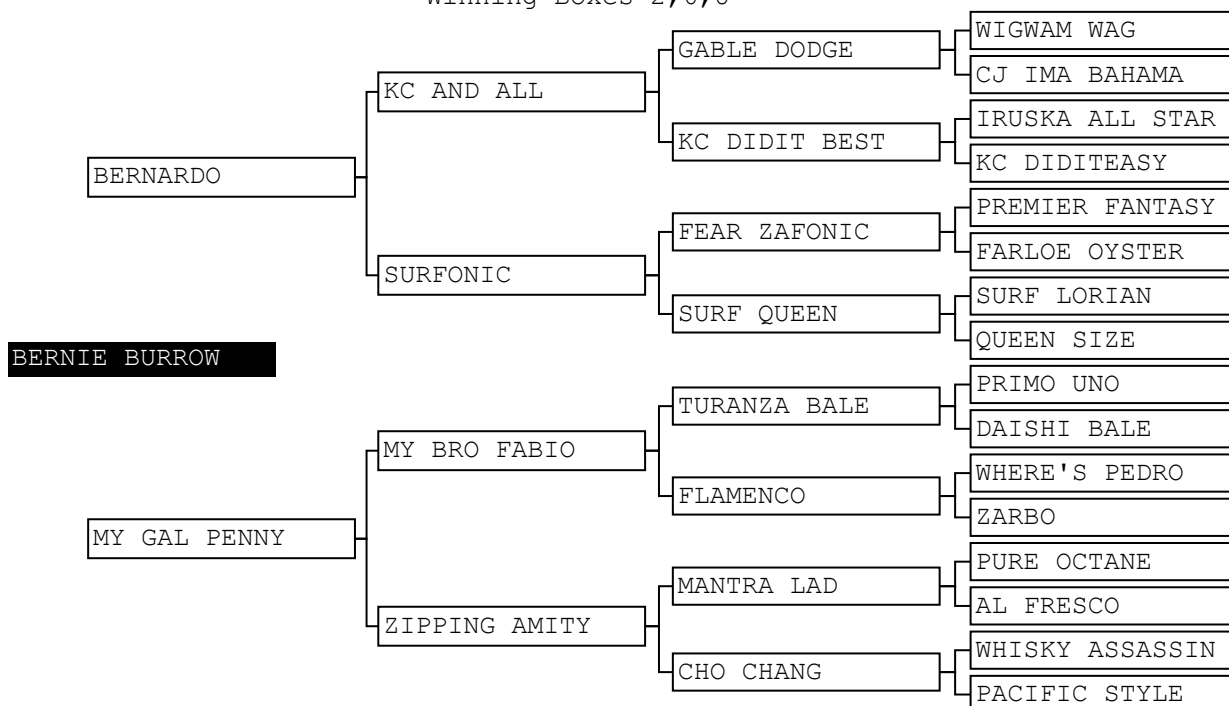 Winning Boxes 2,
WIGWAM WAG
GABLE DODGE
CJ IMA BAHAMA
KC AND ALL
IRUSKA ALL STAR
KC DIDIT BEST
KC DIDITEASY
BERNARDO
PREMIER FANTASY
FEAR ZAFONIC
FARLOE OYSTER
SURFONIC
SURF LORIAN
SURF QUEEN
QUEEN SIZE
BERNIE BURROW
PRIMO UNO
TURANZA BALE
DAISHI BALE
MY BRO FABIO
WHERE'S PEDRO
FLAMENCO
ZARBO
MY GAL PENNY
PURE OCTANE
MANTRA LAD
AL FRESCO
ZIPPING AMITY
WHISKY ASSASSIN
CHO CHANG
PACIFIC STYLE